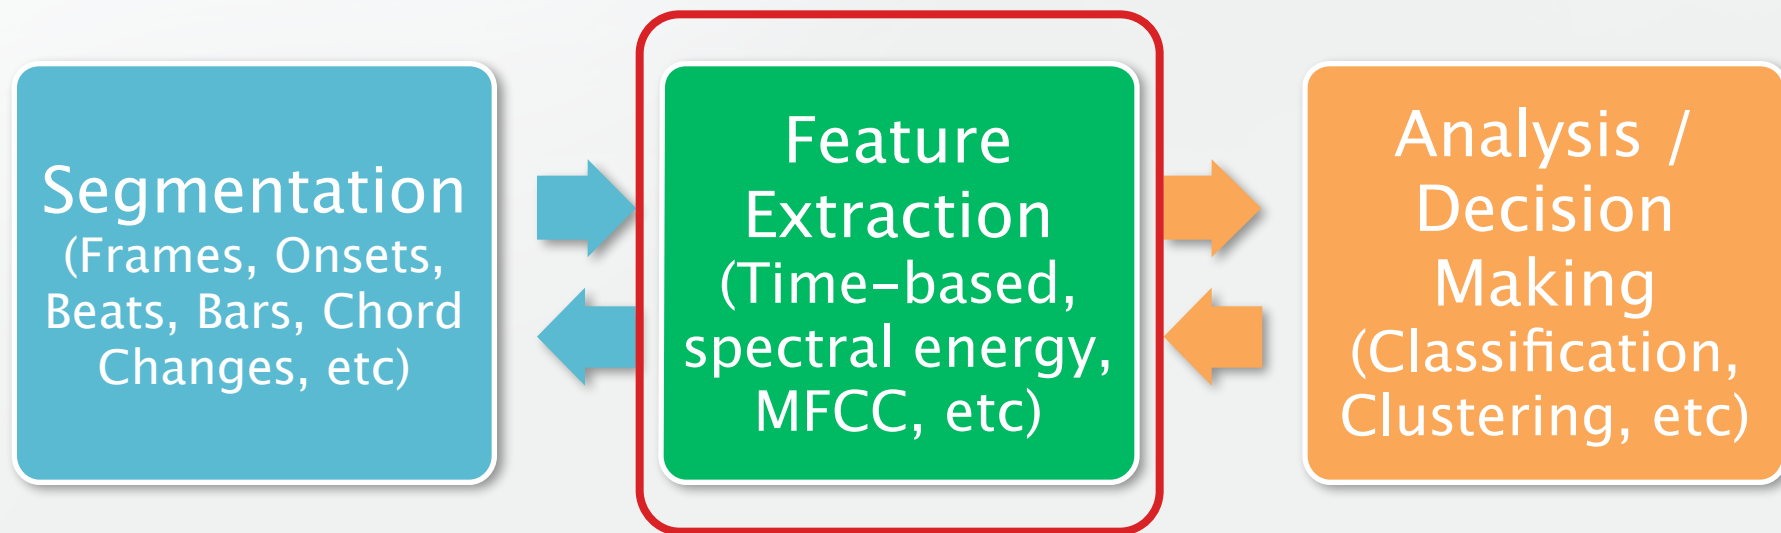 Segmentation
(Frames, Onsets,
Beats, Bars, Chord
Changes, etc)
Feature
Extraction
(Time-based,
spectral energy,
MFCC, etc)
Analysis /
Decision
Making
(Classification,
Clustering, etc)